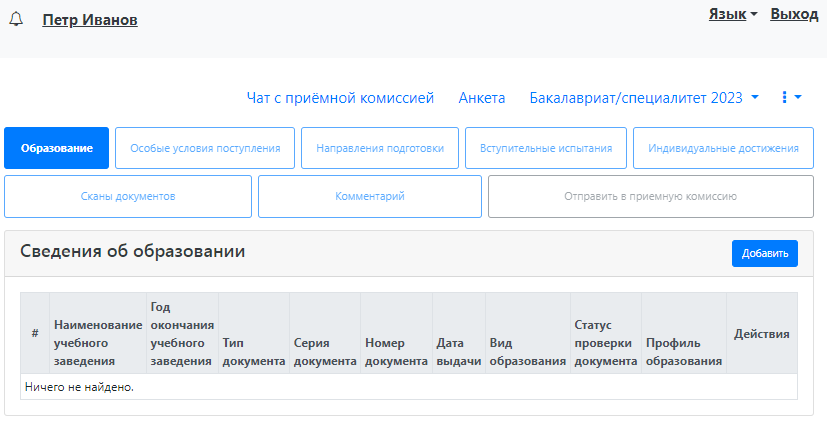 Петр Иванов
Язык
Выход
Чат с приёмной комиссией
Анкета
Бакалавриат/специалитет 2023
Образование
Особые условия поступления
Направления подготовки
Вступительные испытания
Индивидуальные достижения
Сканы документов
Комментарий
Отправить в приемную комиссию
Сведения об образовании
Добавить
#
Наименование
учебного
заведения
Год
окончания
учебного
заведения
Тип
документа
Серия
документа
Номер
документа
Дата
выдачи
Вид
образования
Статус
проверки
документа
Профиль
образования
Действия
Ничего не найдено.